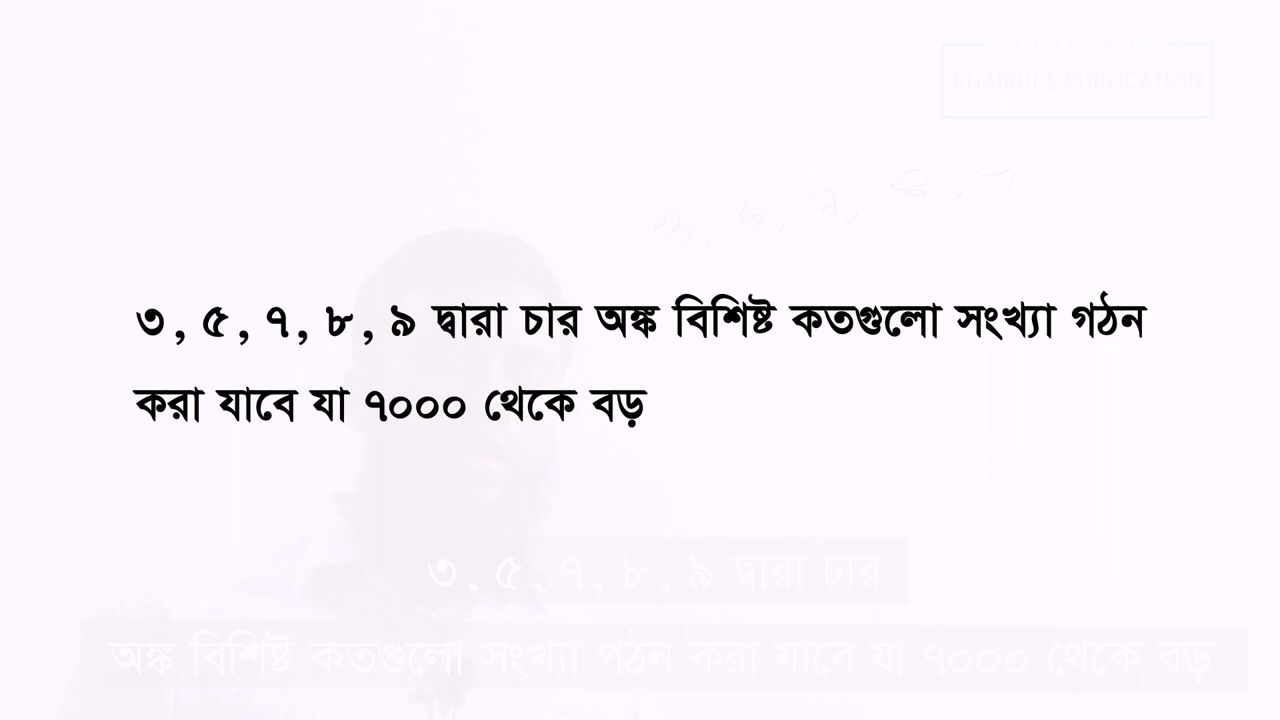 KHAIRUL'S PUBLICATION
৩, ৫, ৭, ৮, ৯ দ্বারা চার অঙ্ক বিশিষ্ট কতগুলো সংখ্যা গঠন
করা যাবে যা ৭০০০ থেকে বড়
৩, ৫, ৭, ৮, ৯ দ্বারা চার
অঙ্ক বিশিষ্ট কতগুলো সংখ্যা গঠন করা যাবে যা ৭০০০ থেকে বড়